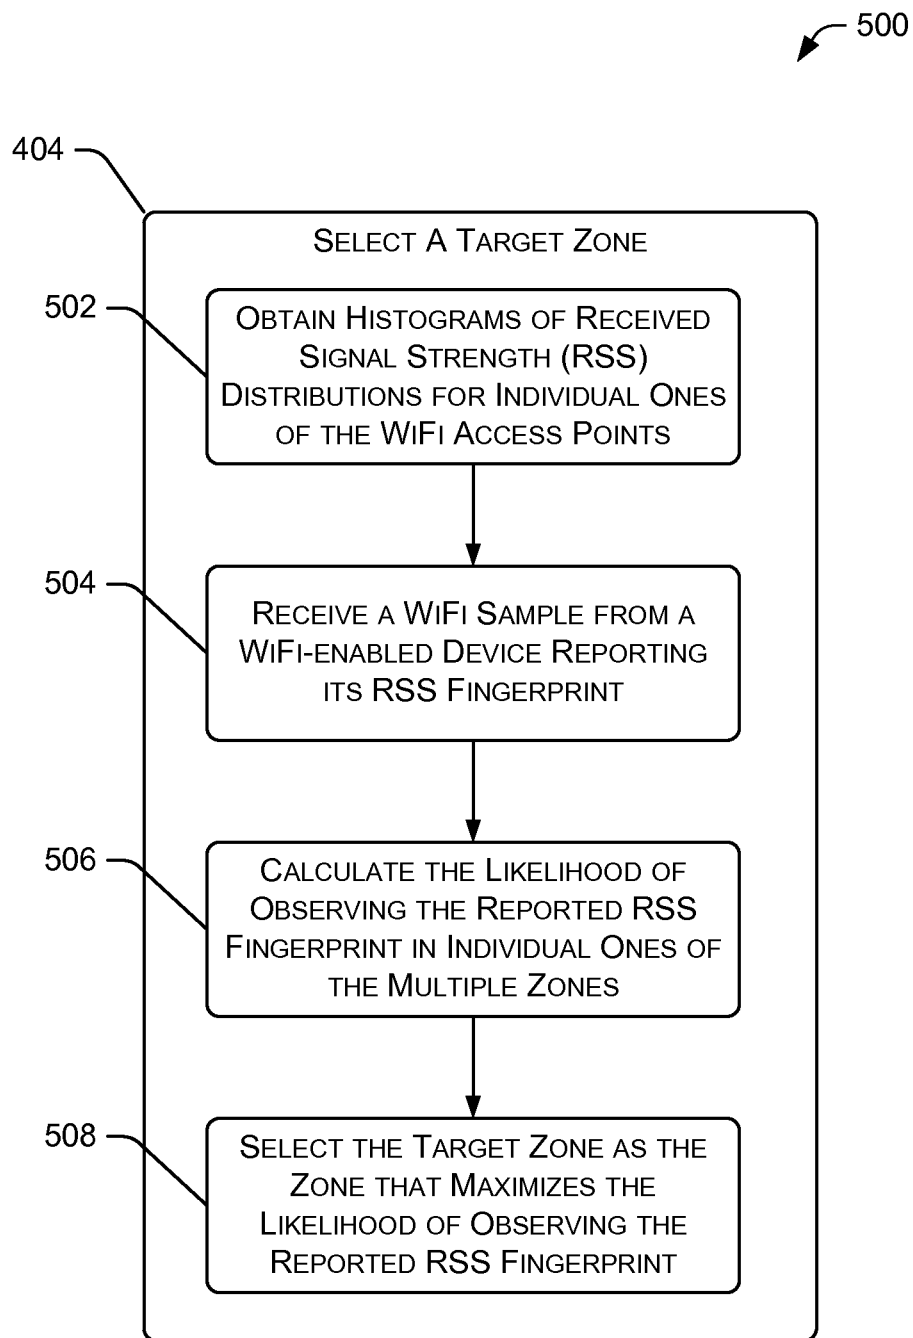 500
404
SELECT A TARGET ZONE
502
OBTAIN HISTOGRAMS OF RECEIVED
SIGNAL STRENGTH (RSS)
DISTRIBUTIONS FOR INDIVIDUAL ONES
OF THE WIFI ACCESS POINTS
504
RECEIVE A WIFI SAMPLE FROM A
WIFI-ENABLED DEVICE REPORTING
ITS RSS FINGERPRINT
506
CALCULATE THE LIKELIHOOD OF
OBSERVING THE REPORTED RSS
FINGERPRINT IN INDIVIDUAL ONES OF
THE MULTIPLE ZONES
508
SELECT THE TARGET ZONE AS THE
ZONE THAT MAXIMIZES THE
LIKELIHOOD OF OBSERVING THE
REPORTED RSS FINGERPRINT